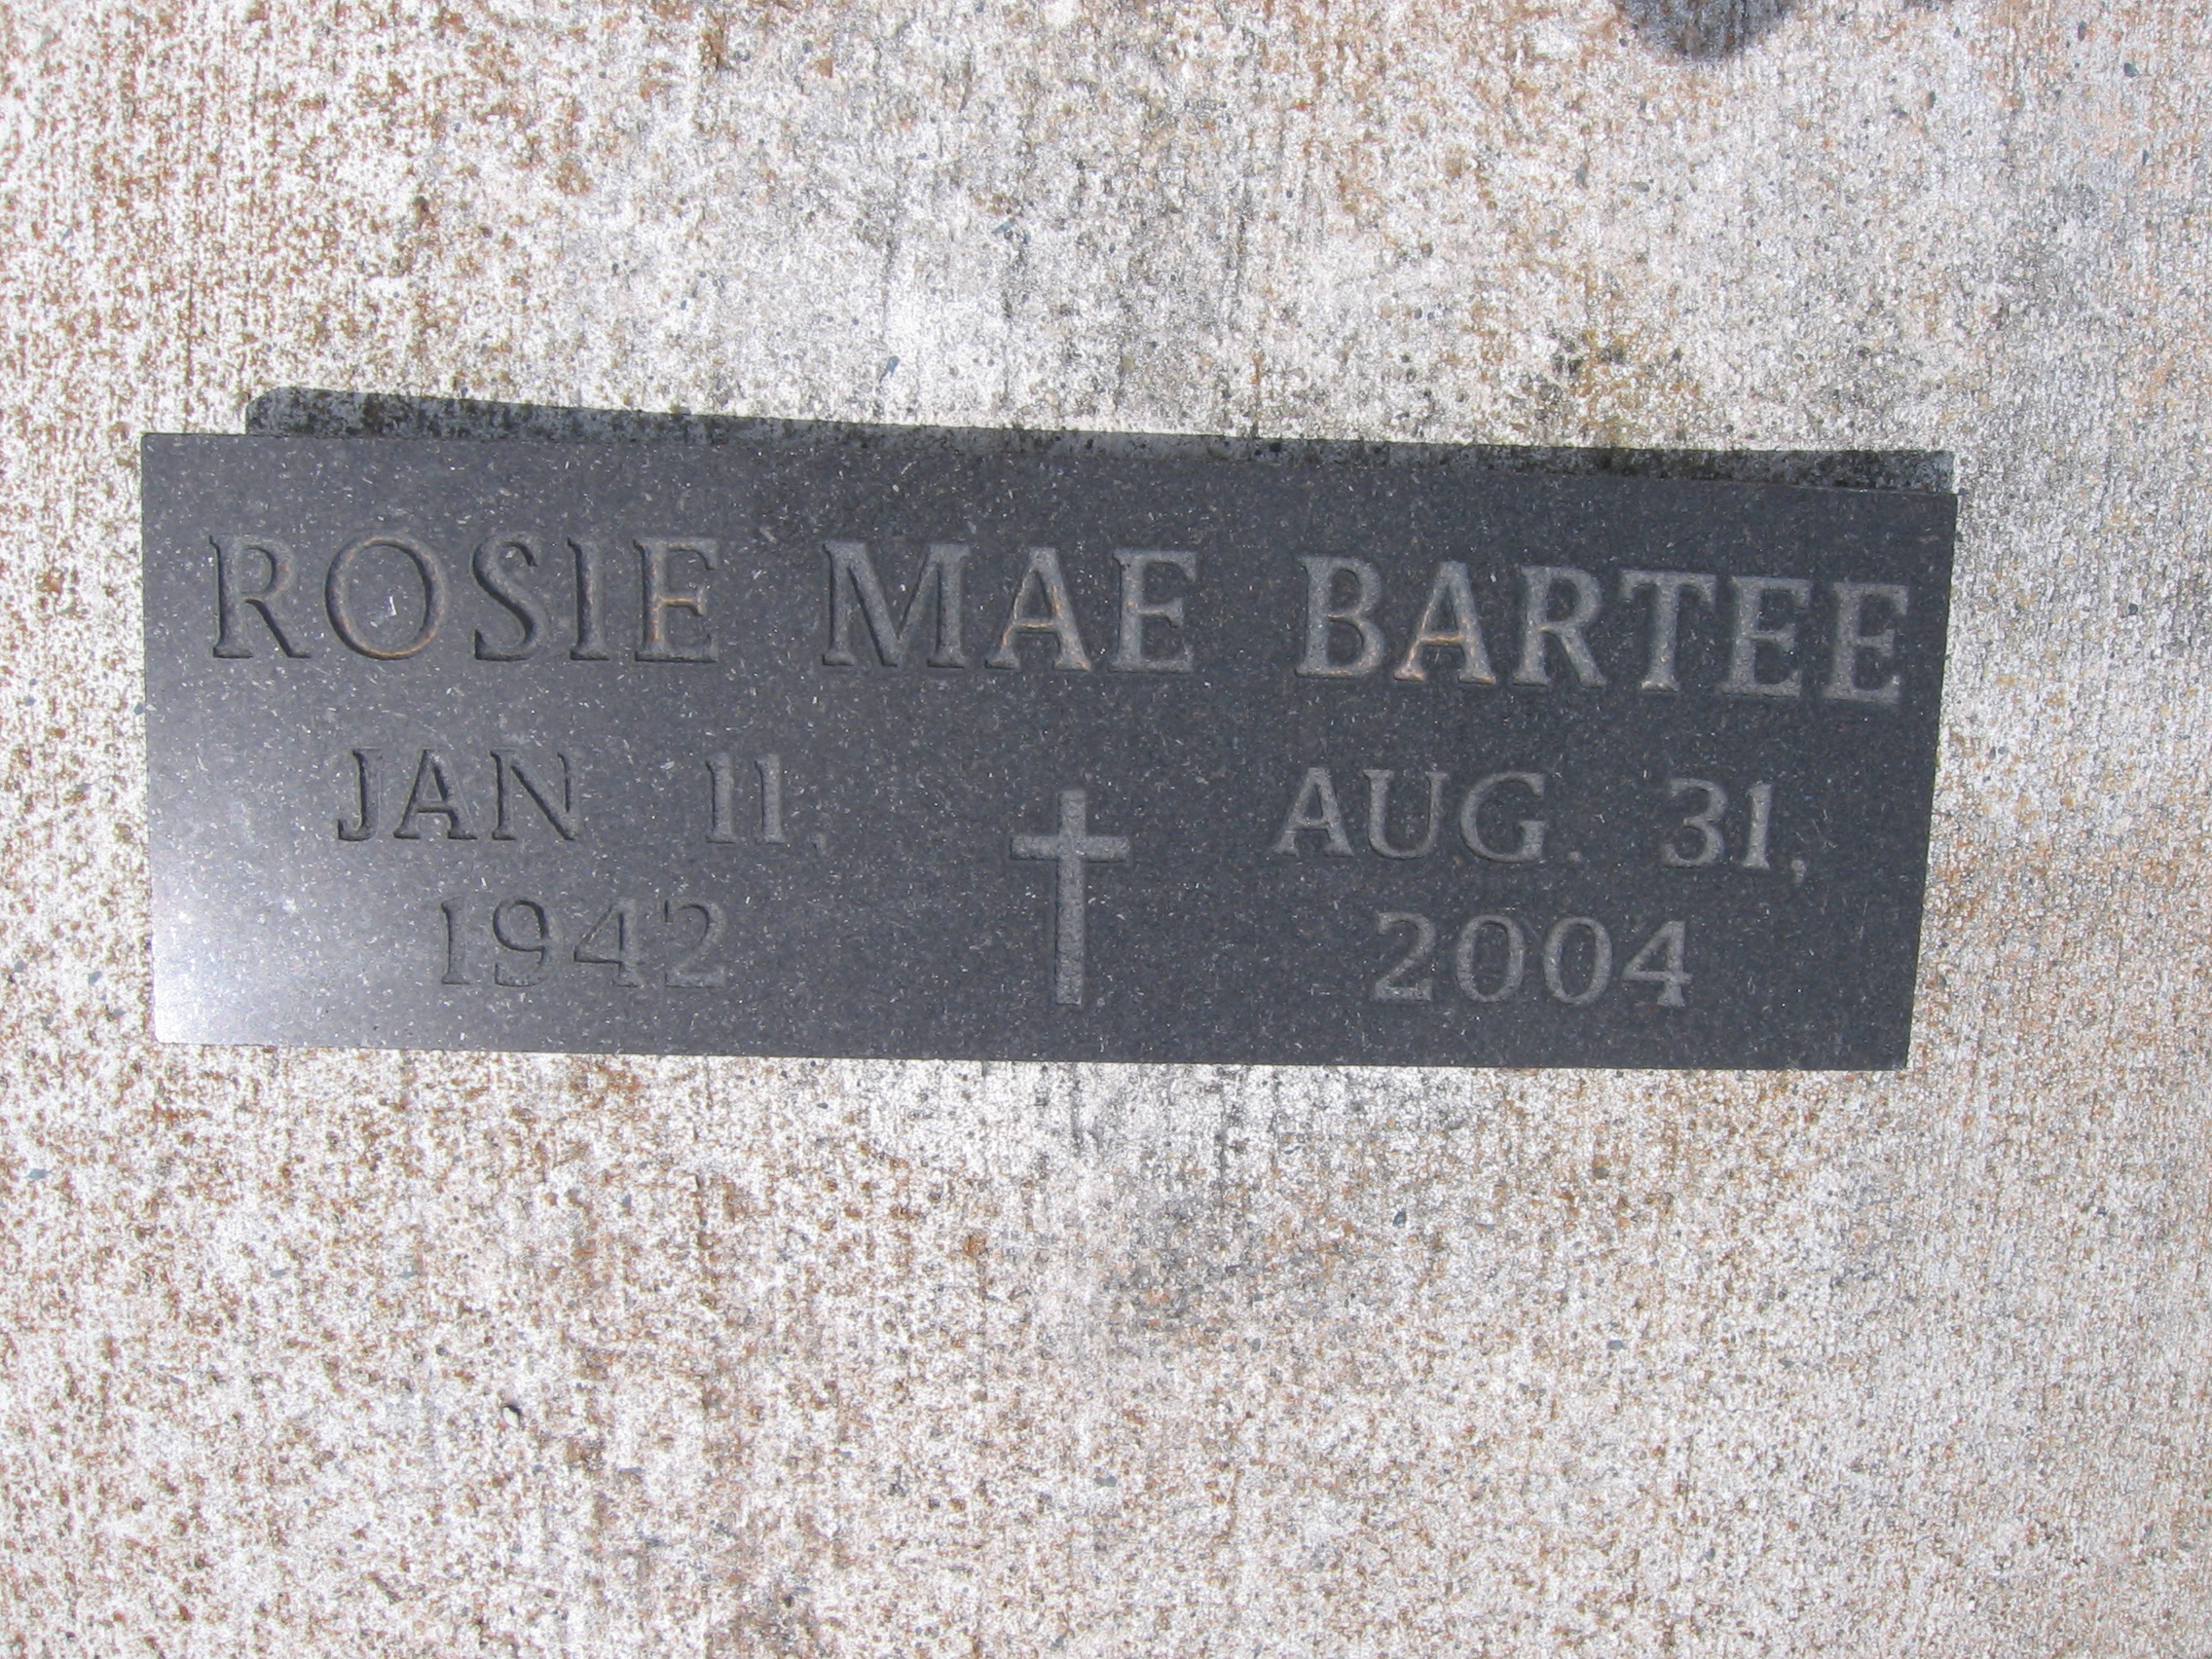 ROSIE MAE BARTEE
JAN 11, AUG. 31,
1942 2004